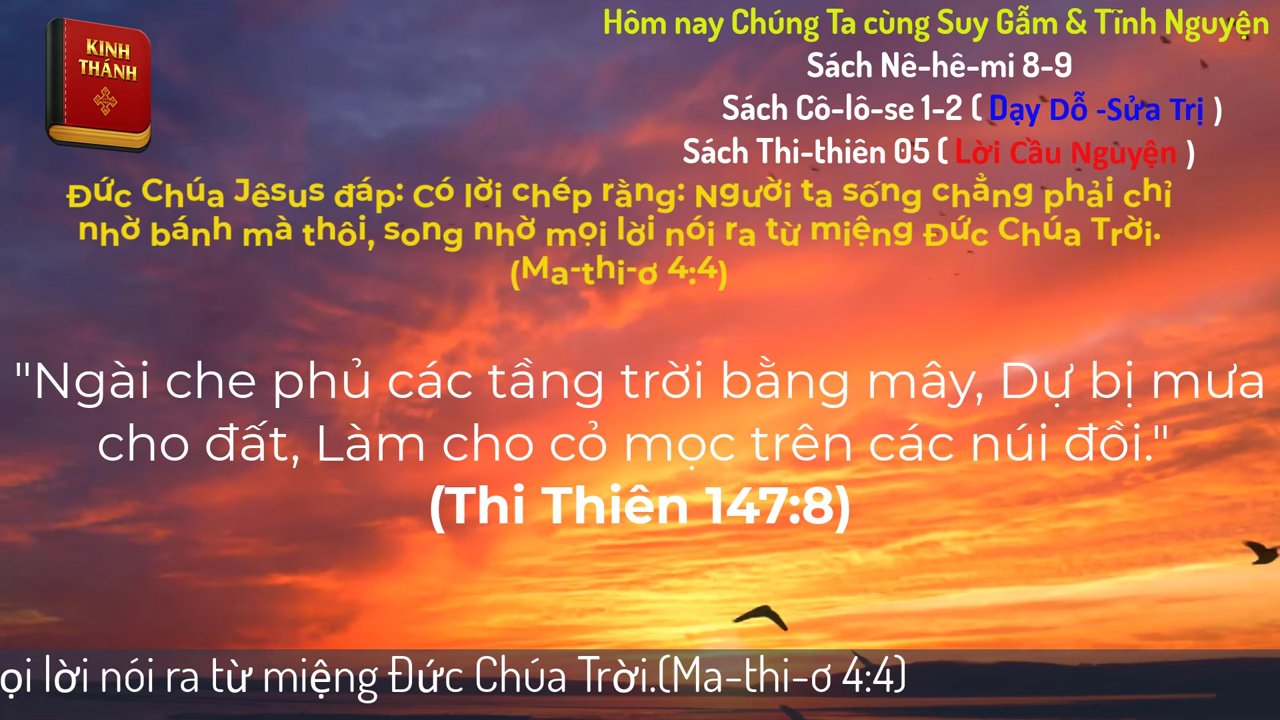 KINH
THÁNH
Hôm nay Chúng Ta cùng Suy Gẫm & Tĩnh Nguyện
Sách Nê-hê-mi 8-9
Sách Cô-lô-se 1-2 ( Dạy Dỗ -Sửa Trị )
Sách Thi-thiên 05 ( Lời Cầu Nguyện )
Đức Chúa Jêsus đáp: Có lời chép rằng: Người ta sống chẳng phải chỉ
nhờ bánh mà thôi, song nhờ mọi lời nói ra từ miệng Đức Chúa Trời.
(Ma-thi-ơ 4:4)
"Ngài che phủ các tầng trời bằng mây, Dự bị mưa
cho đất, Làm cho cỏ mọc trên các núi đồi."
(Thi Thiên 147:8)
ọi lời nói ra từ miệng Đức Chúa Trời.(Ma-thi-ơ 4:4)